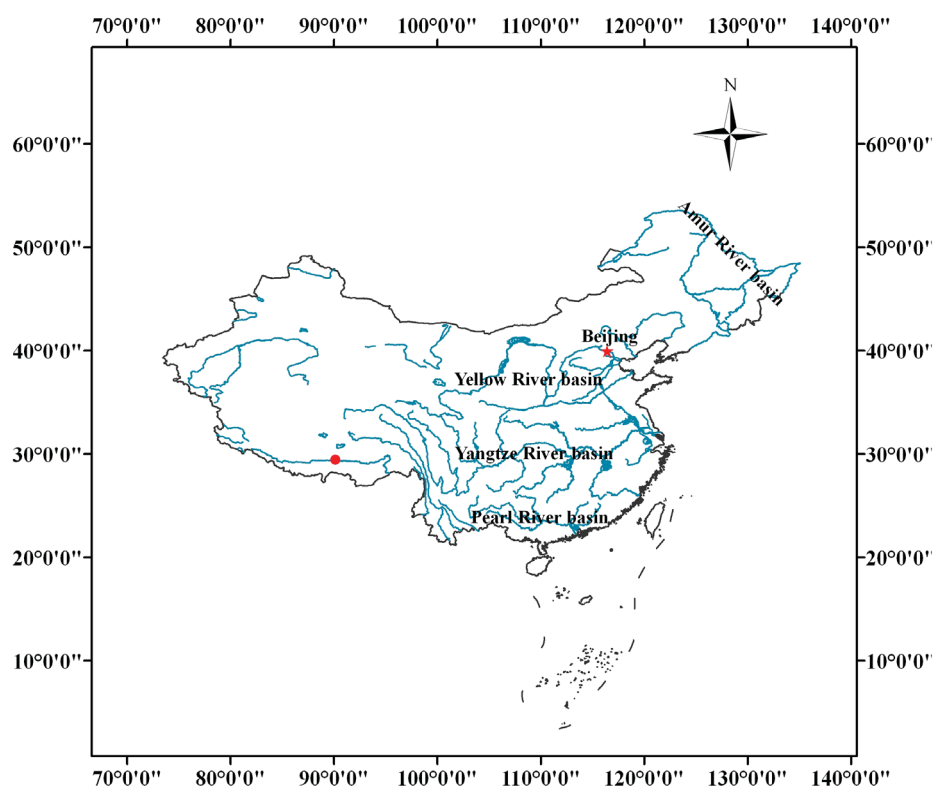 70°0'0" 80°0'0" 90°0'0" 100°0'0" 110°0'0" 120°0'0" 130°0'0" 140°0'0"
N
60°0'0" 60°0'0"
Amur River basin
50°0'0" 50°0'0"
Beijing
40°0'0" 40°0'0"
Yellow River basin
30°0'0" Yangtze River basin 30°0'0"
Pearl River basin
20°0'0" 20°0'0"
10°0'0" 10°0'0"
70°0'0" 80°0'0" 90°0'0" 100°0'0" 110°0'0" 120°0'0" 130°0'0" 140°0'0"